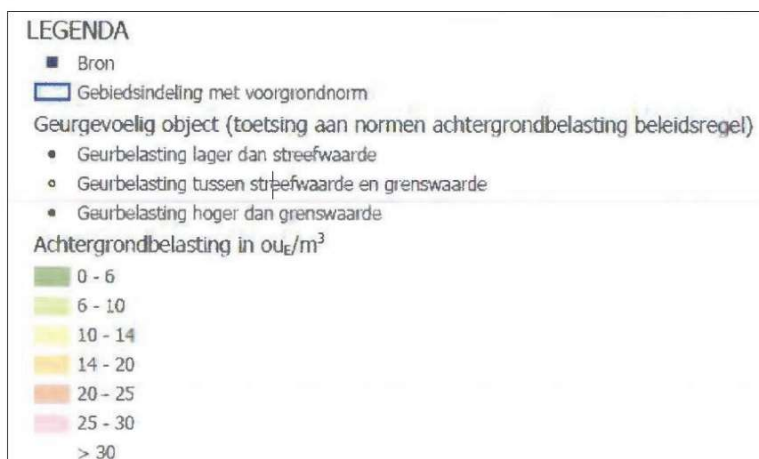 LEGENDA
Bron
Gebiedsindeling met voorgrondnorm
Geurgevoelig object (toetsing aan normen achtergrondbelasting beleidsregel)
Geurbelasting lager dan streefwaarde
Geurbelasting tussen streefwaarde en grenswaarde
Geurbelasting hoger dan grenswaarde
Achtergrondbelasting in ouE/m³
0 - 6
6 - 10
10 - 14
14 - 20
20 - 25
25 - 30
> 30